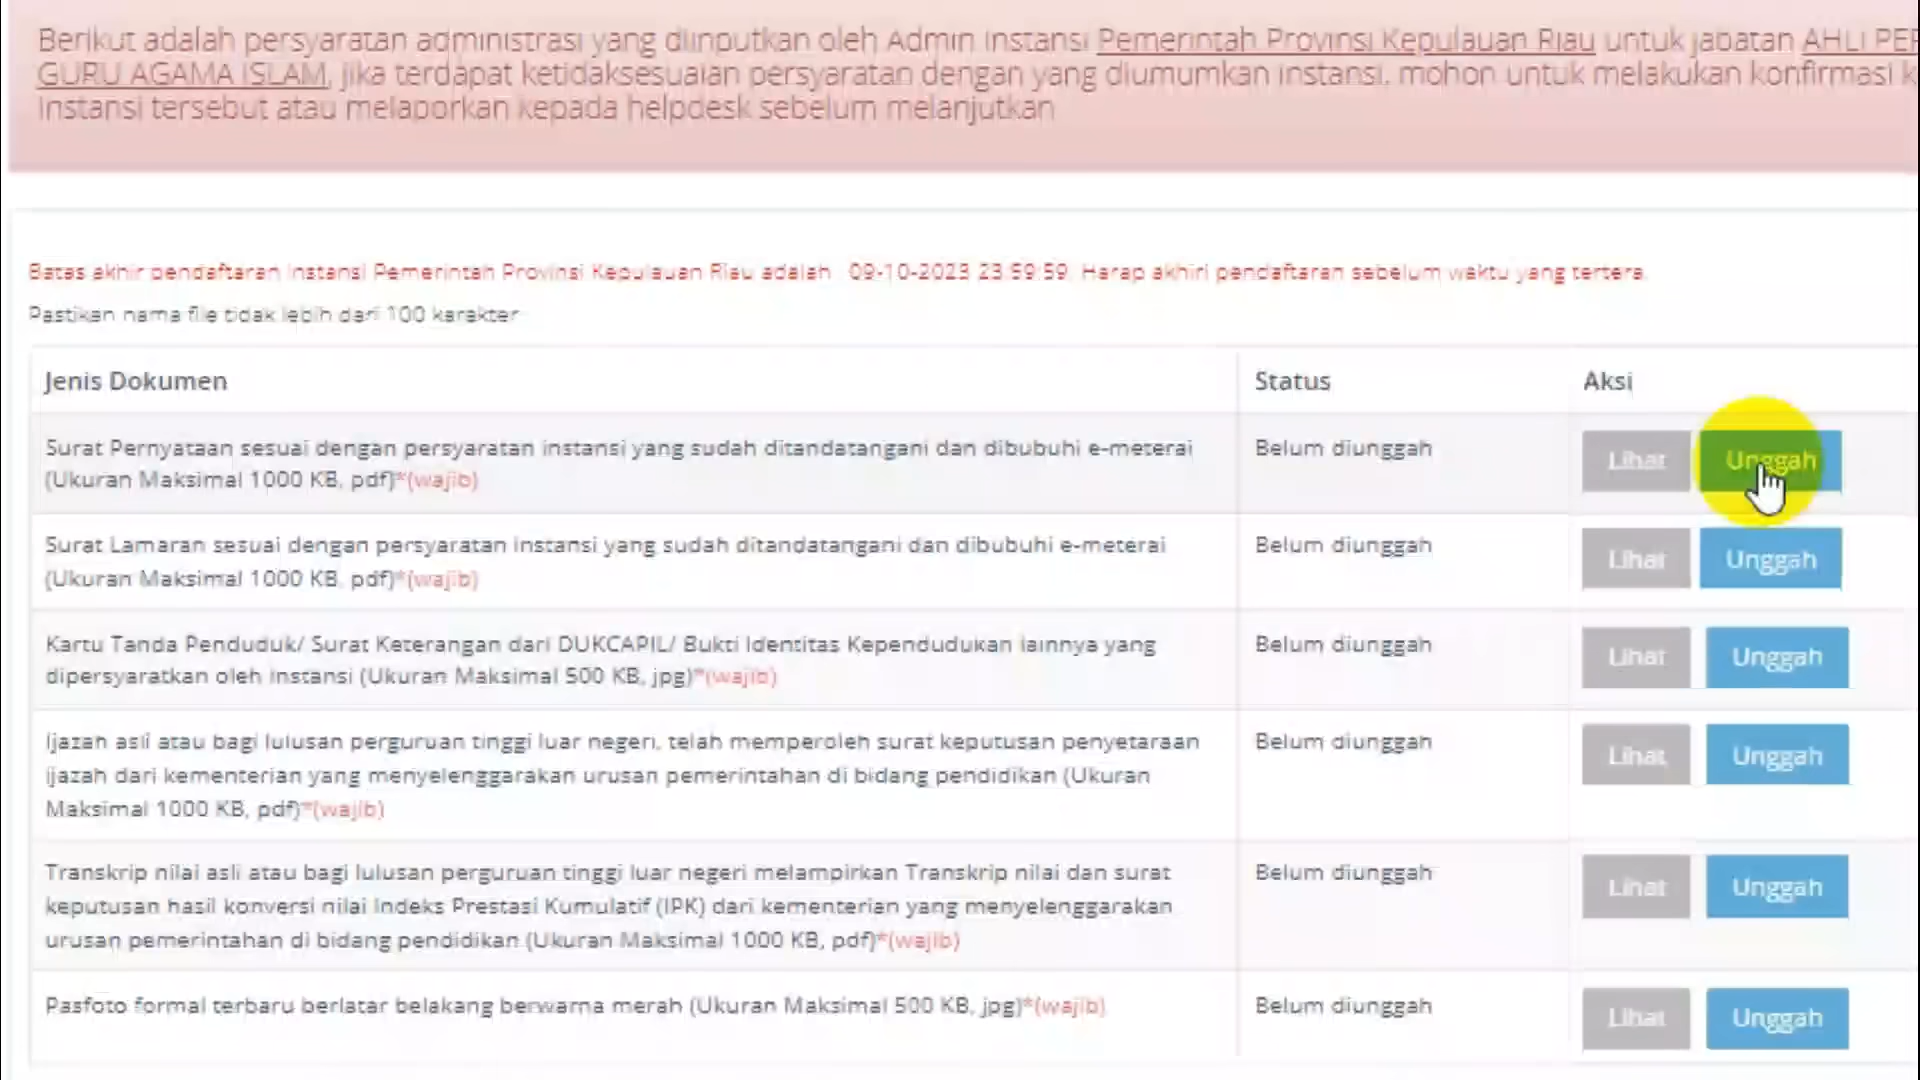 Berikut adalah persyaratan administrasi yang diinputkan oleh Admin Instansi Pemerintah Provinsi Kepulauan Riau untuk jabatan AHLI
GURU AGAMA ISLAM, jika terdapat ketidaksesuaian persyaratan dengan yang diumumkan instansi, mohon untuk melakukan konfirmasi
instansi tersebut atau melaporkan kepada helpdesk sebelum melanjutkan
Batas akhir pendaftaran Instansi Pemerintah Provinsi Kepulauan Riau adalah : 09-10-2023 23:59:59. Harap akhiri pendaftaran sebelum waktu yang tertera.
Pastikan nama file tidak lebih dari 100 karakter
Jenis Dokumen Status Aksi
Surat Pernyataan sesuai dengan persyaratan instansi yang sudah ditandatangani dan dibubuhi e-meterai
(Ukuran Maksimal 1000 KB, pdf)*(wajib)
Belum diunggah Lihat Unggah
Surat Lamaran sesuai dengan persyaratan instansi yang sudah ditandatangani dan dibubuhi e-meterai
(Ukuran Maksimal 1000 KB, pdf)*(wajib)
Belum diunggah Lihat Unggah
Kartu Tanda Penduduk/ Surat Keterangan dari DUKCAPIL/ Bukti Identitas Kependudukan lainnya yang
dipersyaratkan oleh Instansi (Ukuran Maksimal 500 KB, jpg)*(wajib)
Belum diunggah Lihat Unggah
Ijazah asli atau bagi lulusan perguruan tinggi luar negeri, telah memperoleh surat keputusan penyetaraan
ijazah dari kementerian yang menyelenggarakan urusan pemerintahan di bidang pendidikan (Ukuran
Maksimal 1000 KB, pdf)*(wajib)
Belum diunggah Lihat Unggah
Transkrip nilai asli atau bagi lulusan perguruan tinggi luar negeri melampirkan Transkrip nilai dan surat
keputusan hasil konversi nilai Indeks Prestasi Kumulatif (IPK) dari kementerian yang menyelenggarakan
urusan pemerintahan di bidang pendidikan (Ukuran Maksimal 1000 KB, pdf)*(wajib)
Belum diunggah Lihat Unggah
Pasfoto formal terbaru berlatar belakang berwarna merah (Ukuran Maksimal 500 KB, jpg)*(wajib)
Belum diunggah Lihat Unggah